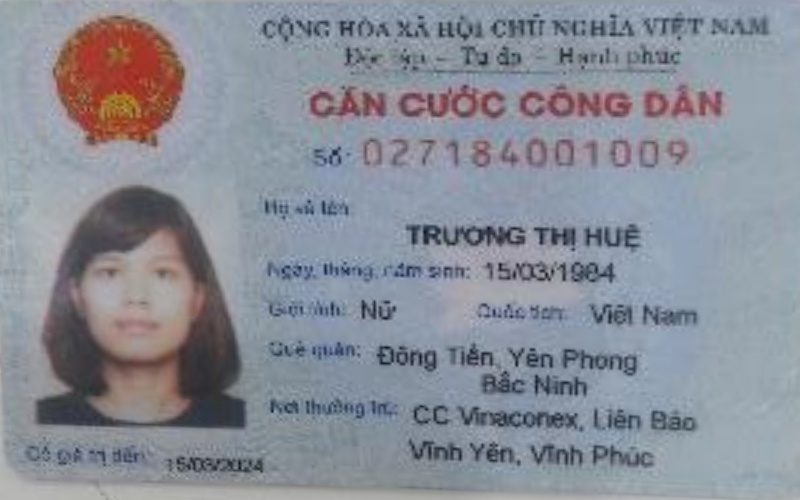 CỘNG HÒA XÃ HỘI CHỦ NGHĨA VIỆT NAM
Độc lập - Tự do - Hạnh phúc
CĂN CƯỚC CÔNG DÂN
Số: 027184001009
Họ và tên:
TRƯƠNG THỊ HUỆ
Ngày, tháng, năm sinh: 15/03/1984
Giới tính: Nữ Quốc tịch: Việt Nam
Quê quán: Đông Tiến, Yên Phong
Bắc Ninh
Nơi thường trú: CC Vinaconex, Liên Bảo
Vĩnh Yên, Vĩnh Phúc
Có giá trị đến: 15/03/2024